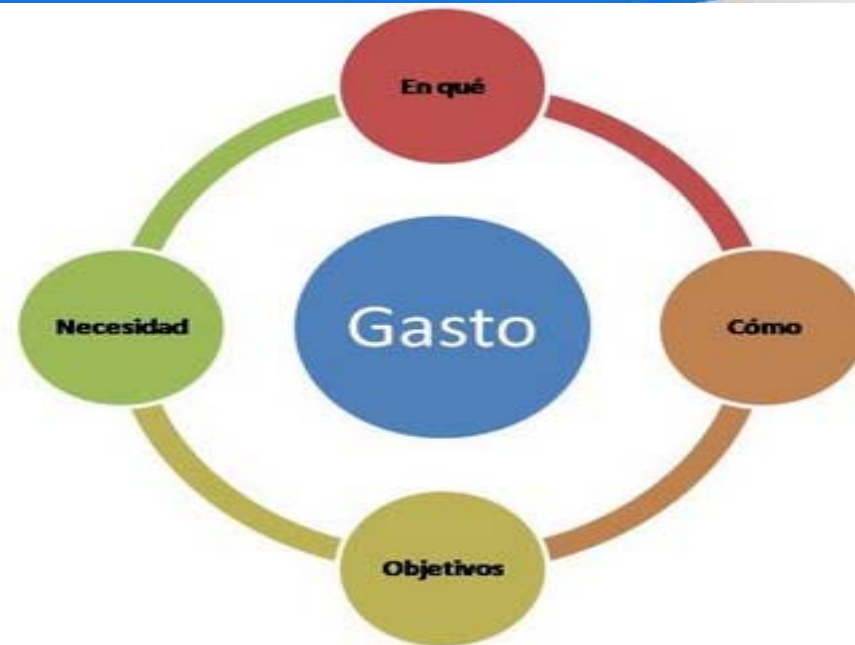 En qué
Necesidad
Gasto
Cómo
Objetivos